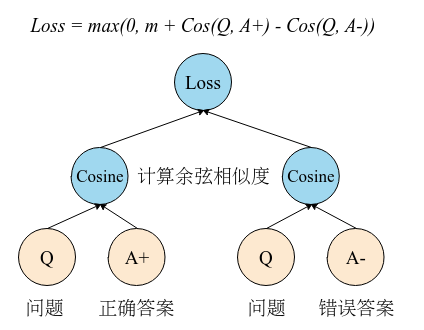 Loss = max(0, m + Cos(Q, A+) - Cos(Q, A-))
Loss
Cosine
计算余弦相似度
Cosine
Q
A+
Q
A-
问题
正确答案
问题
错误答案